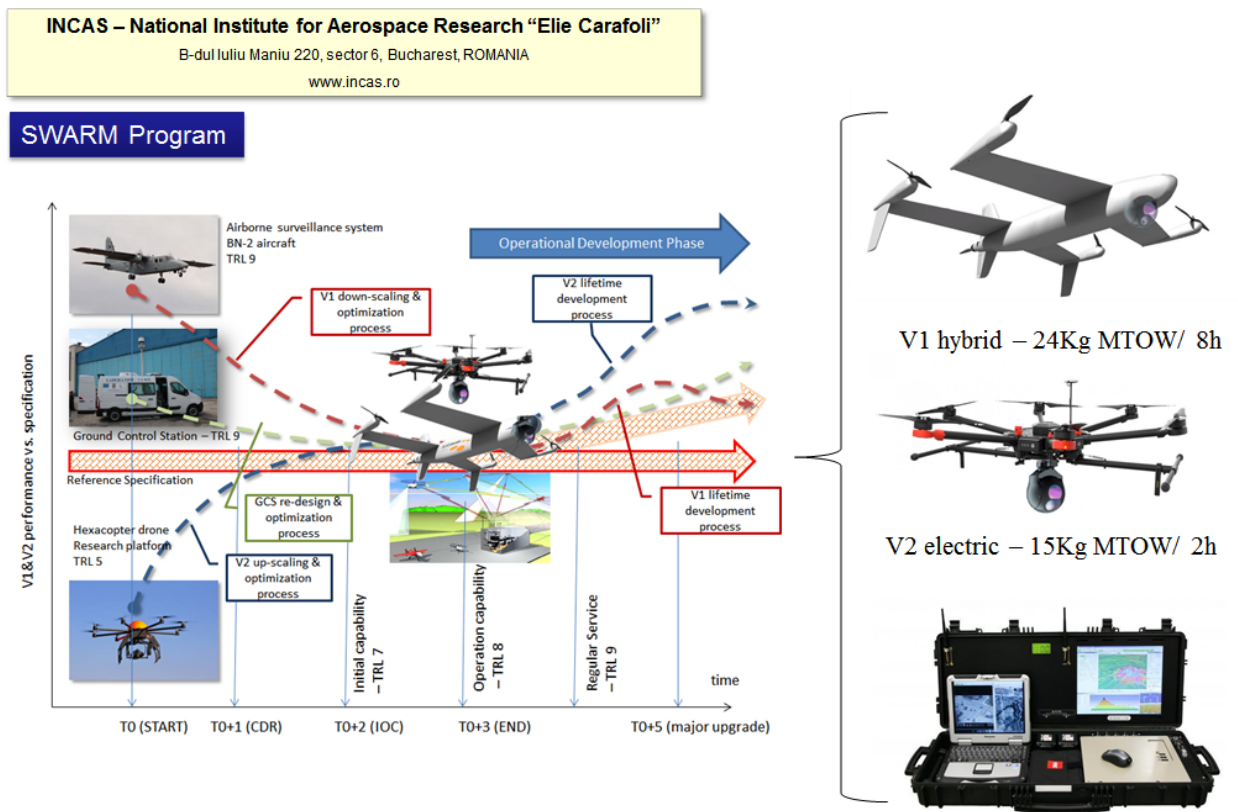 INCAS – National Institute for Aerospace Research “Elie Carafoli”
B-dul Iuliu Maniu 220, sector 6, Bucharest, ROMANIA
www.incas.ro
SWARM Program
V1&V2 performance vs. specification
Airborne surveillance system
BN-2 aircraft
TRL 9
Operational Development Phase
V1 down-scaling &
optimization
process
V2 lifetime
development
process
Ground Control Station – TRL 9
Reference Specification
GCS re-design &
optimization
process
V1 lifetime
development
process
Hexacopter drone
Research platform
TRL 5
V2 up-scaling &
optimization
process
Initial capability
– TRL 7
Operation capability
– TRL 8
Regular Service
– TRL 9
time
T0 (START)
T0+1 (CDR)
T0+2 (IOC)
T0+3 (END)
T0+5 (major upgrade)
V1 hybrid – 24Kg MTOW/ 8h
V2 electric – 15Kg MTOW/ 2h